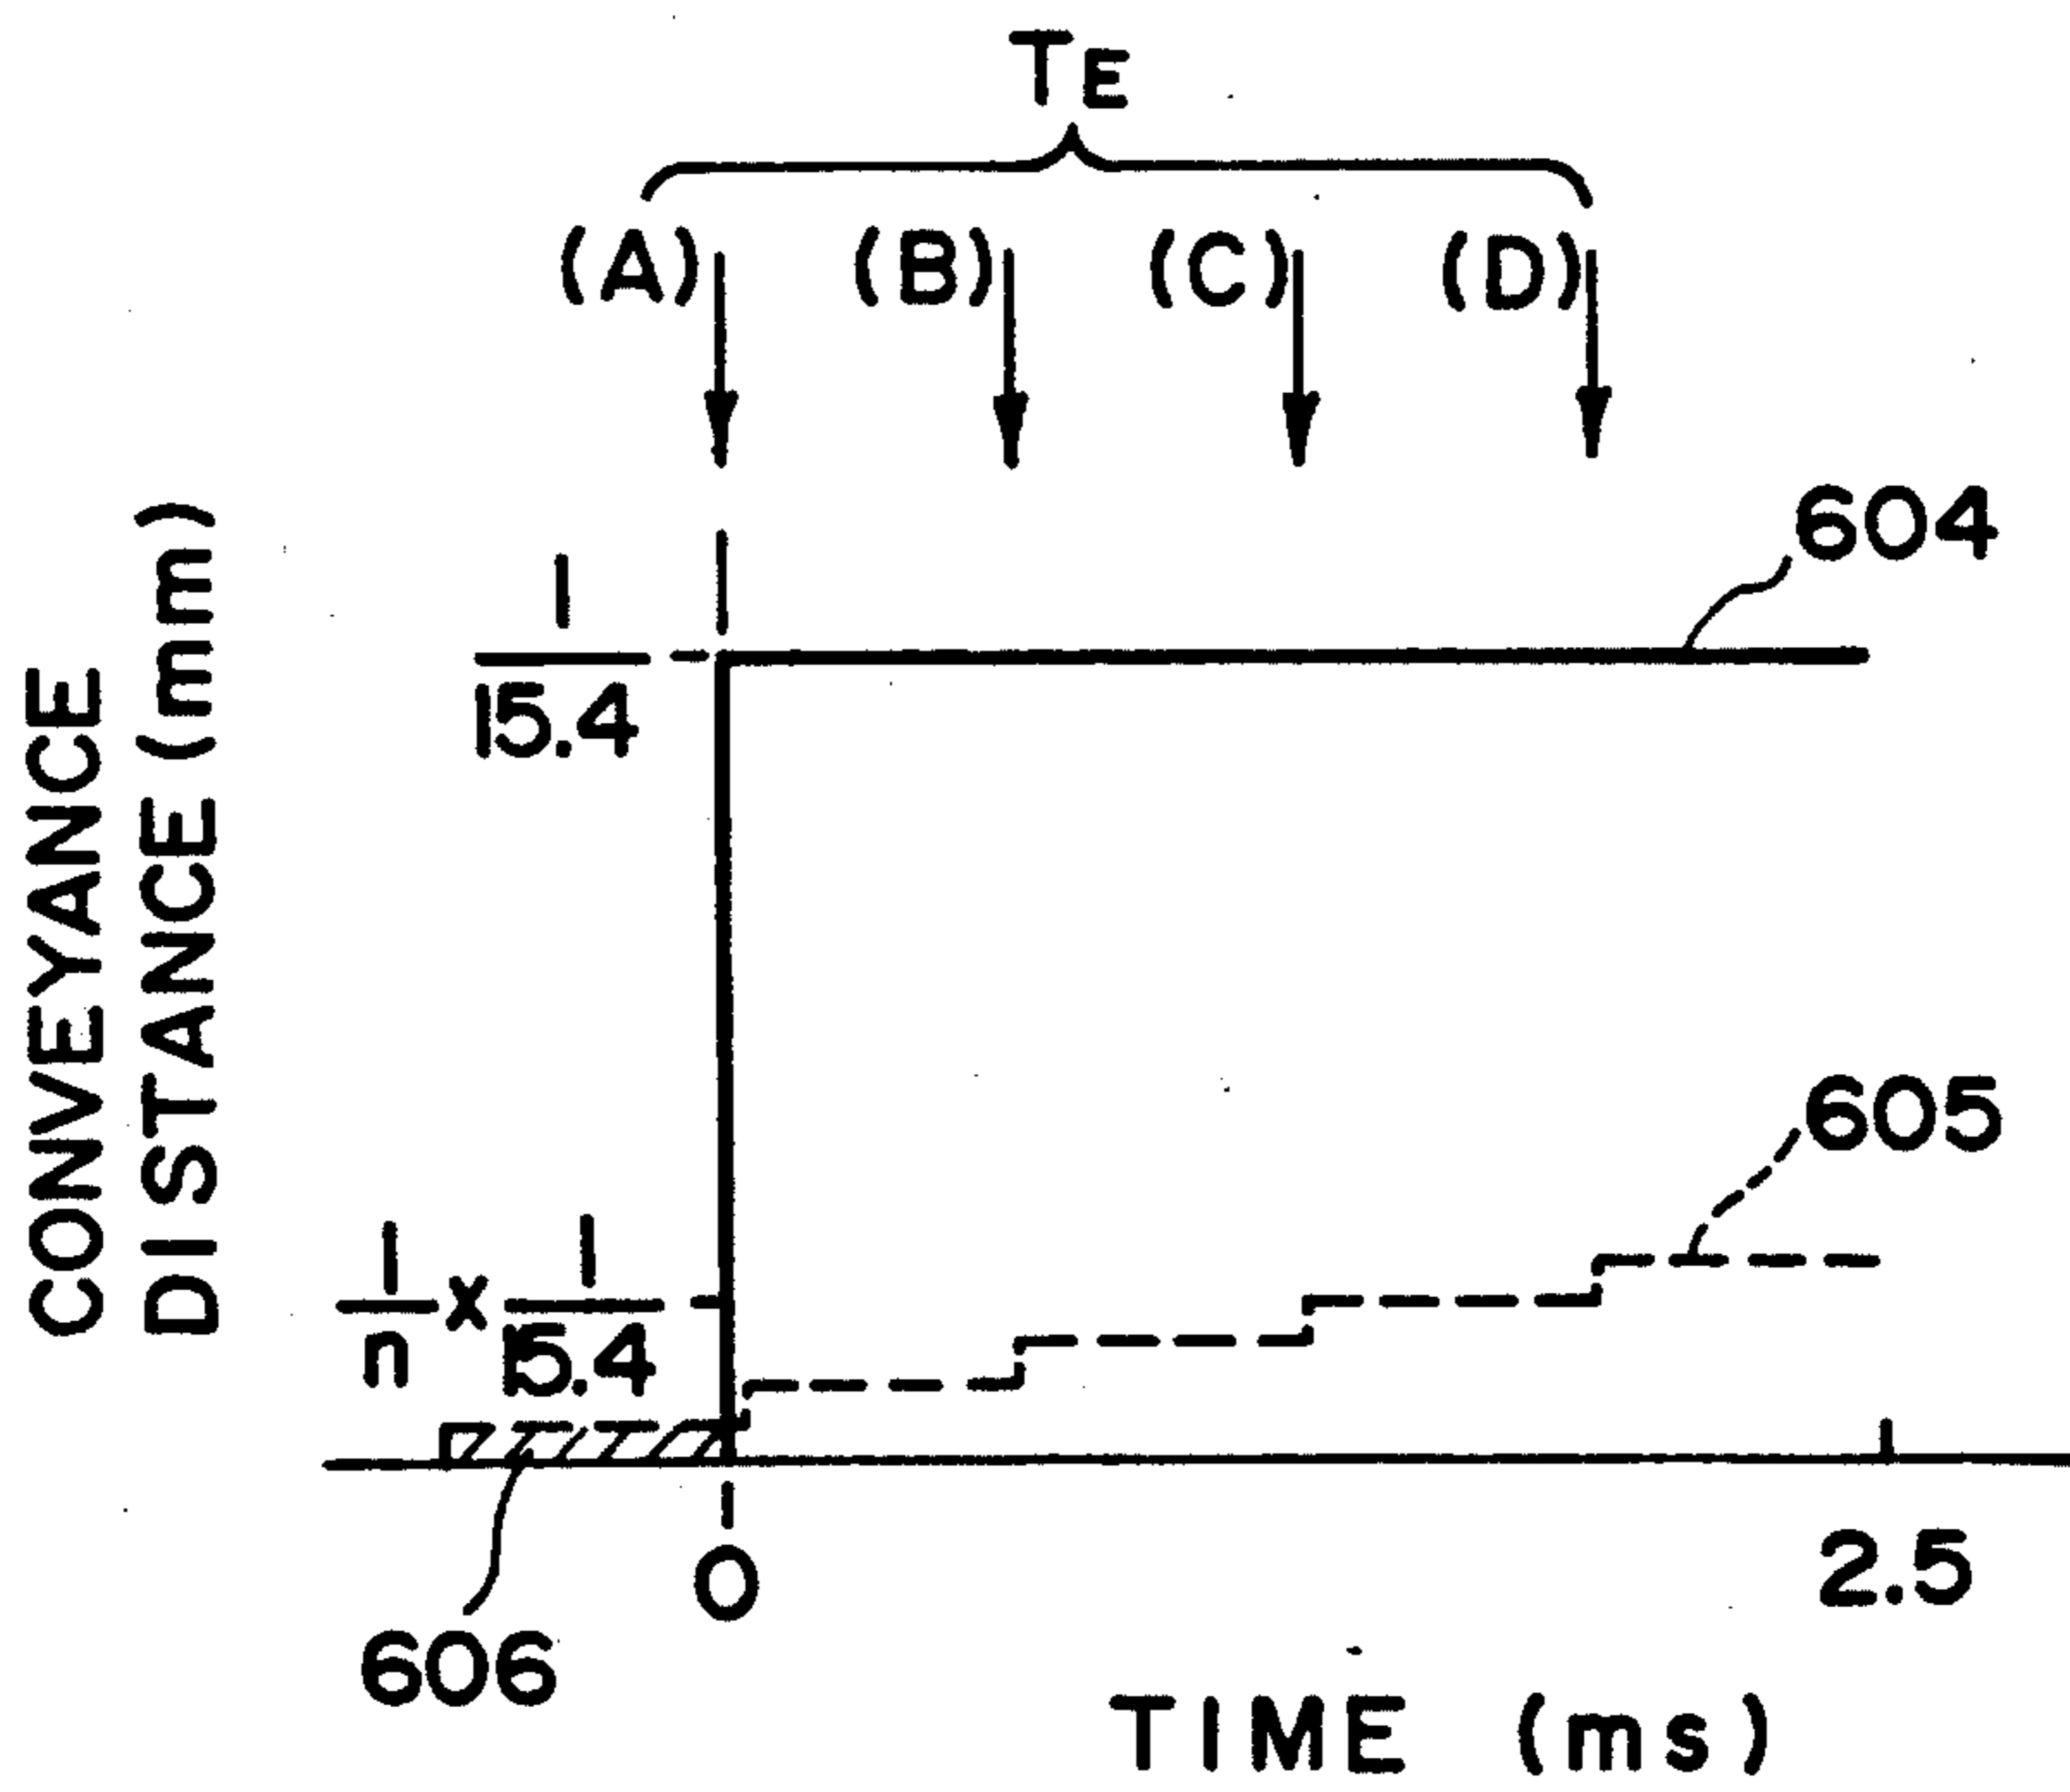 TE
(A) (B) (C) (D)
604
1
15.4
CONVEYANCE
DISTANCE (mm)
605
1 1
n × 15.4
0
2.5
606
TIME (ms)